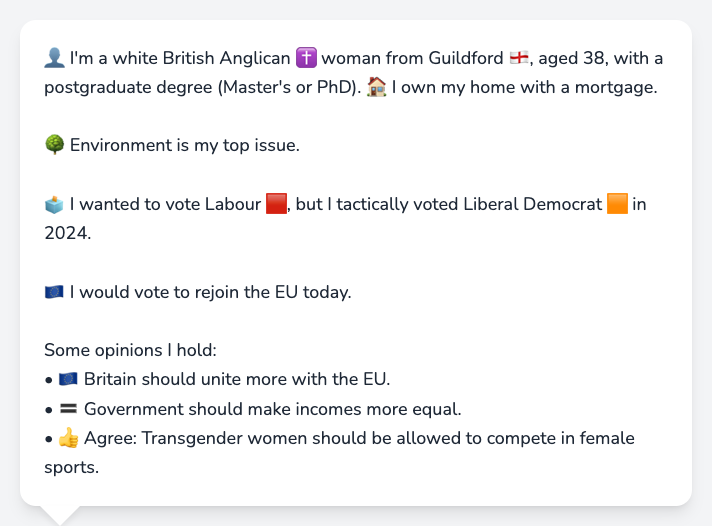 👤 I'm a white British Anglican ✝️ woman from Guildford 🏴󠁧󠁢󠁥󠁮󠁧󠁿, aged 38, with a
postgraduate degree (Master's or PhD). 🏠 I own my home with a mortgage.
🌳 Environment is my top issue.
🗳️ I wanted to vote Labour 🟥, but I tactically voted Liberal Democrat 🟧 in
2024.
🇪🇺 I would vote to rejoin the EU today.
Some opinions I hold:
• 🇪🇺 Britain should unite more with the EU.
• 🟰 Government should make incomes more equal.
• 👍 Agree: Transgender women should be allowed to compete in female
sports.